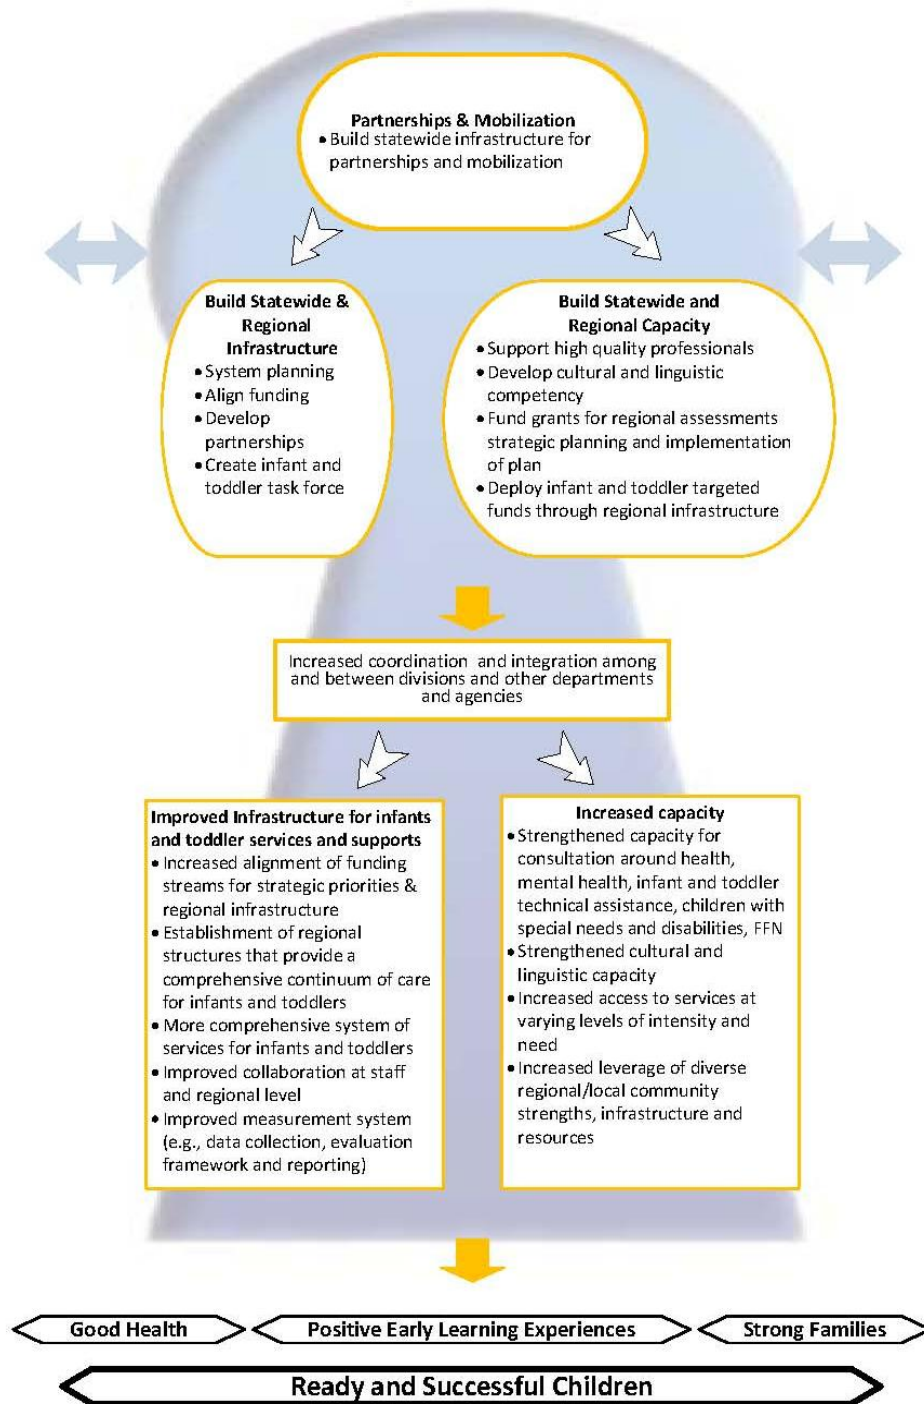 Partnerships & Mobilization
• Build statewide infrastructure for
partnerships and mobilization
Build Statewide &
Regional
Infrastructure
• System planning
• Align funding
• Develop
partnerships
• Create infant and
toddler task force
Build Statewide and
Regional Capacity
• Support high quality professionals
• Develop cultural and linguistic
competency
• Fund grants for regional assessments
strategic planning and implementation
of plan
• Deploy infant and toddler targeted
funds through regional infrastructure
Increased coordination and integration among
and between divisions and other departments
and agencies
Improved Infrastructure for infants
and toddler services and supports
• Increased alignment of funding
streams for strategic priorities &
regional infrastructure
• Establishment of regional
structures that provide a
comprehensive continuum of care
for infants and toddlers
• More comprehensive system of
services for infants and toddlers
• Improved collaboration at staff
and regional level
• Improved measurement system
(e.g., data collection, evaluation
framework and reporting)
Increased capacity
• Strengthened capacity for
consultation around health,
mental health, infant and toddler
technical assistance, children with
special needs and disabilities, FFN
• Strengthened cultural and
linguistic capacity
• Increased access to services at
varying levels of intensity and
need
• Increased leverage of diverse
regional/local community
strengths, infrastructure and
resources
Good Health
Positive Early Learning Experiences
Strong Families
Ready and Successful Children